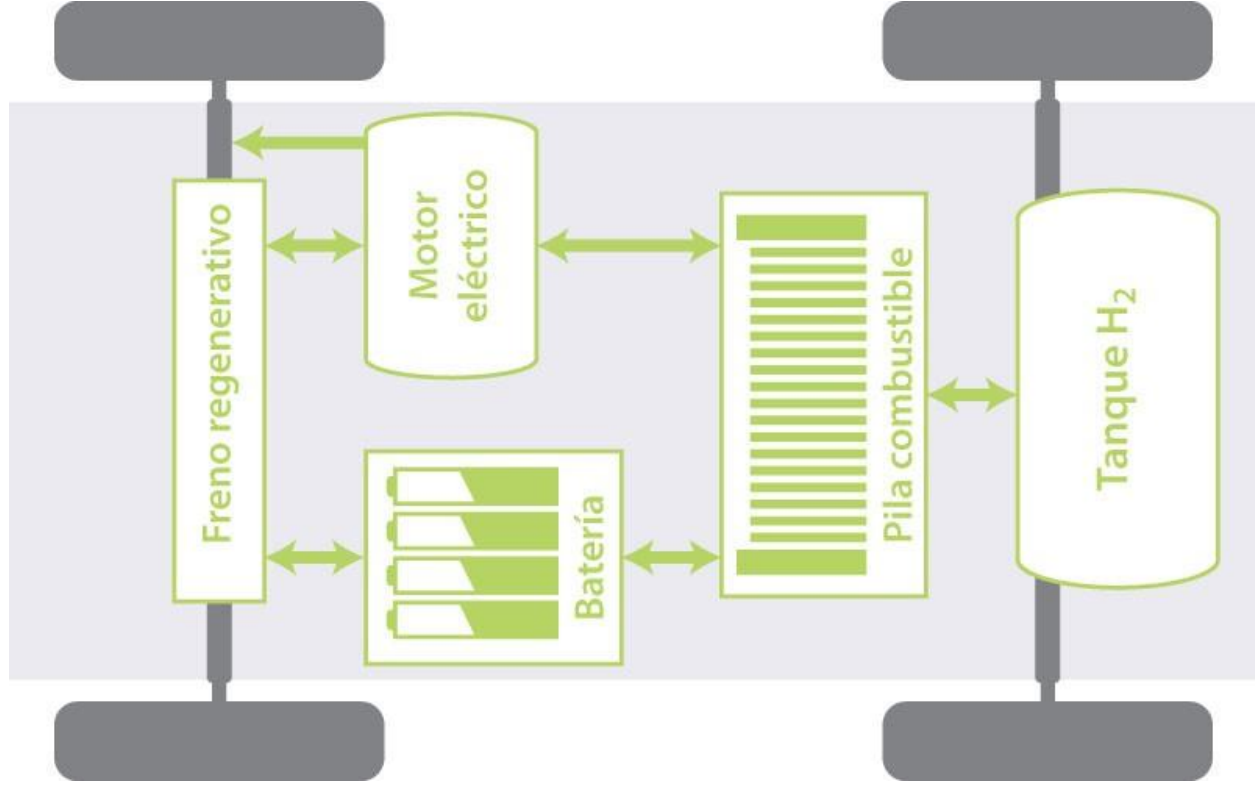 Freno regenerativo
Motor
eléctrico
Batería
Pila combustible
Tanque H₂